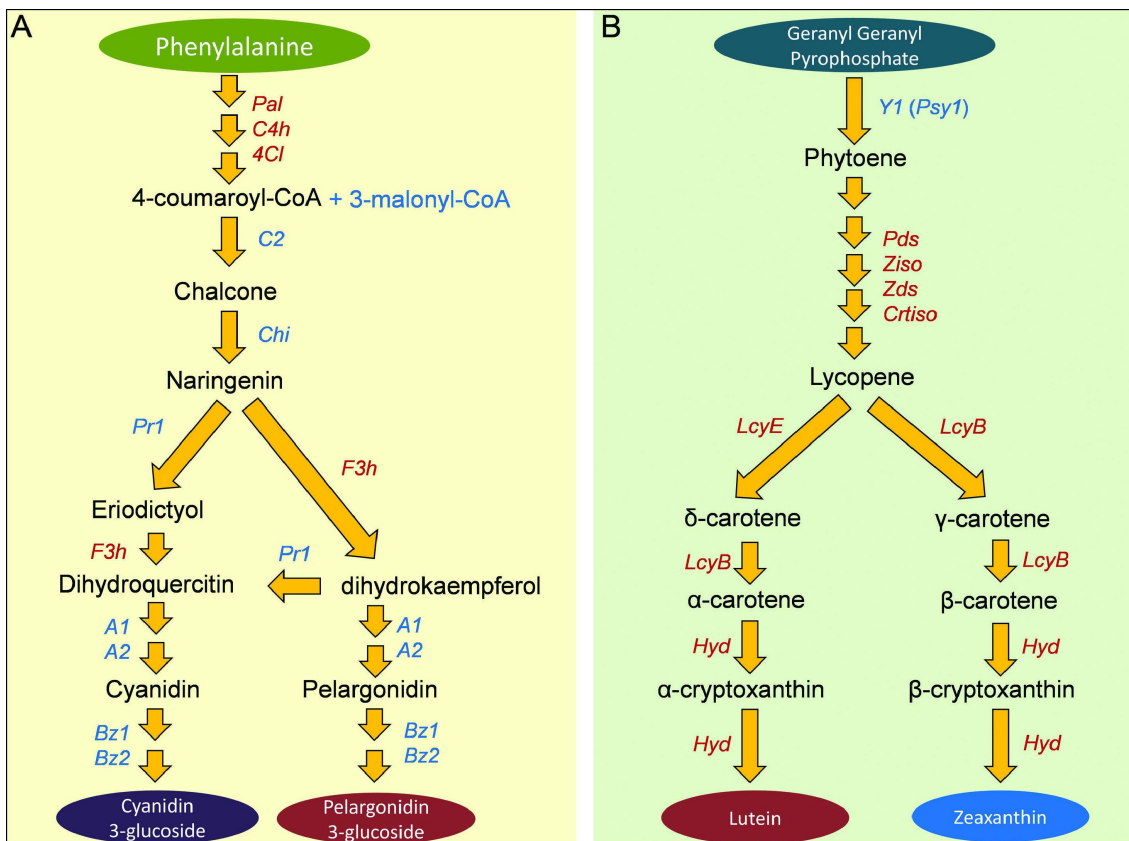 A
Phenylalanine
Pal
C4h
4Cl
4-coumaroyl-CoA + 3-malonyl-CoA
C2
Chalcone
Chi
Naringenin
Pr1
F3h
Eriodictyol
F3h
Pr1
Dihydroquercitin
dihydrokaempferol
A1
A2
A1
A2
Cyanidin
Pelargonidin
Bz1
Bz2
Bz1
Bz2
Cyanidin
3-glucoside
Pelargonidin
3-glucoside
B
Geranyl Geranyl
Pyrophosphate
Y1 (Psy1)
Phytoene
Pds
Ziso
Zds
Crtiso
Lycopene
LcyE
LcyB
δ-carotene
γ-carotene
LcyB
LcyB
α-carotene
β-carotene
Hyd
Hyd
α-cryptoxanthin
β-cryptoxanthin
Hyd
Hyd
Lutein
Zeaxanthin